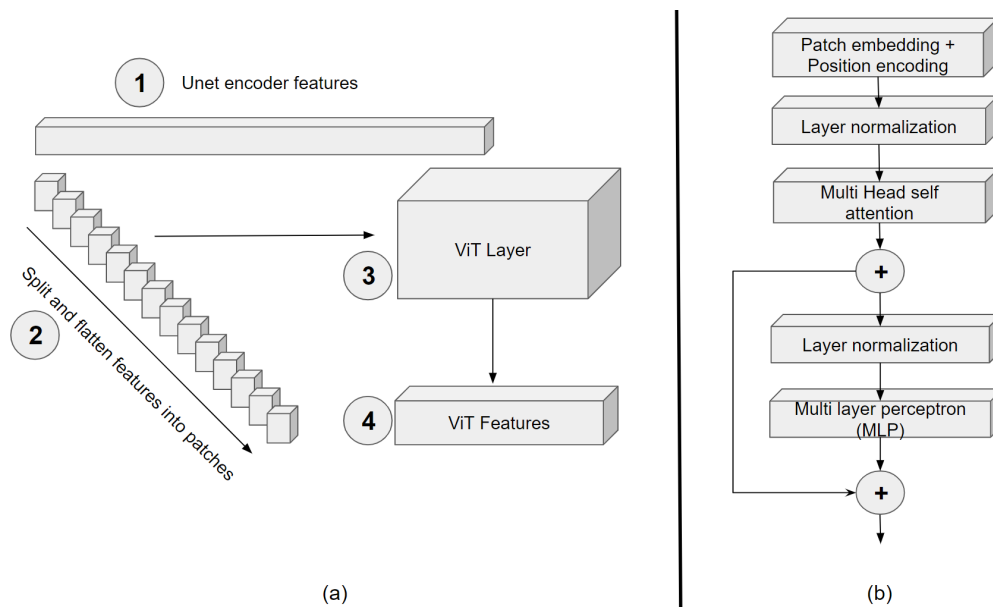 1
Unet encoder features
2
Split and flatten features into patches
3
ViT Layer
4
ViT Features
(a)
Patch embedding +
Position encoding
Layer normalization
Multi Head self
attention
+
Layer normalization
Multi layer perceptron
(MLP)
+
(b)